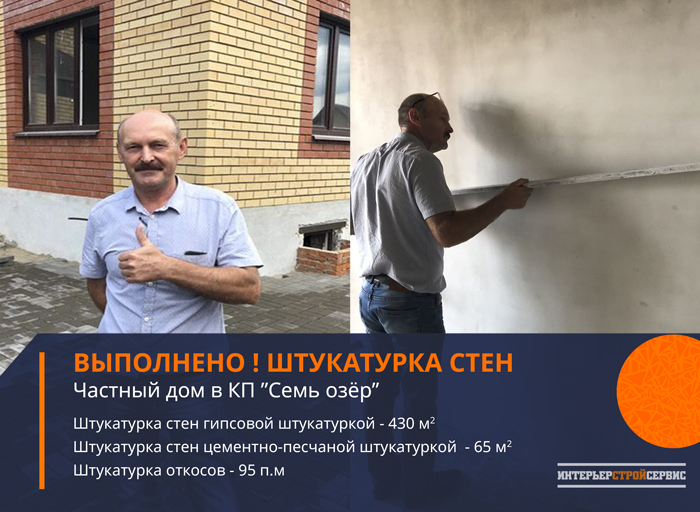 ВЫПОЛНЕНО ! ШТУКАТУРКА СТЕН
Частный дом в КП ”Семь озёр”
Штукатурка стен гипсовой штукатуркой - 430 м²
Штукатурка стен цементно-песчаной штукатуркой - 65 м²
Штукатурка откосов - 95 п.м
ИНТЕРЬЕРСТРОЙСЕРВИС